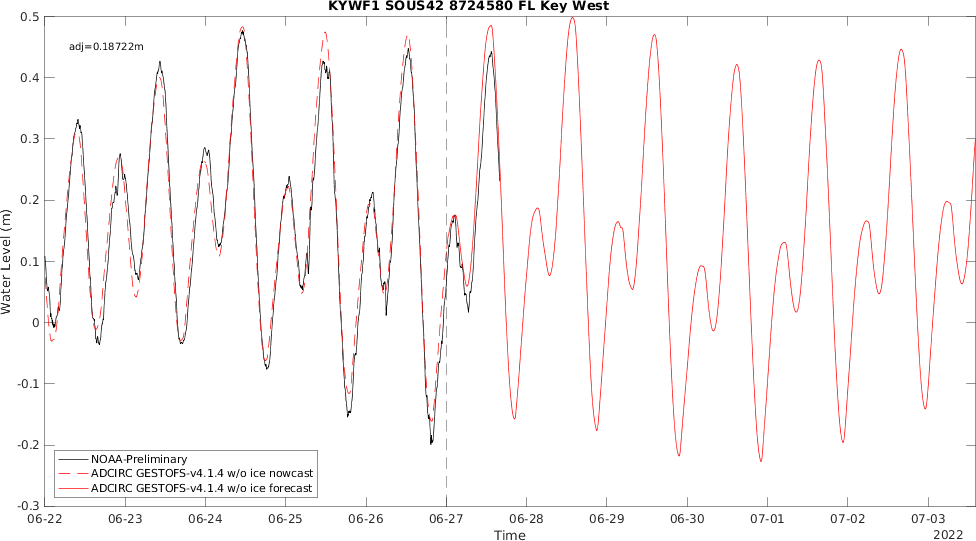 KYWF1 SOUS42 8724580 FL Key West
adj=0.18722m
0.5
0.4
0.3
0.2
0.1
0
-0.1
-0.2
-0.3
Water Level (m)
NOAA-Preliminary
ADCIRC GESTOFS-v4.1.4 w/o ice nowcast
ADCIRC GESTOFS-v4.1.4 w/o ice forecast
06-22 06-23 06-24 06-25 06-26 06-27 06-28 06-29 06-30 07-01 07-02 07-03
Time
2022